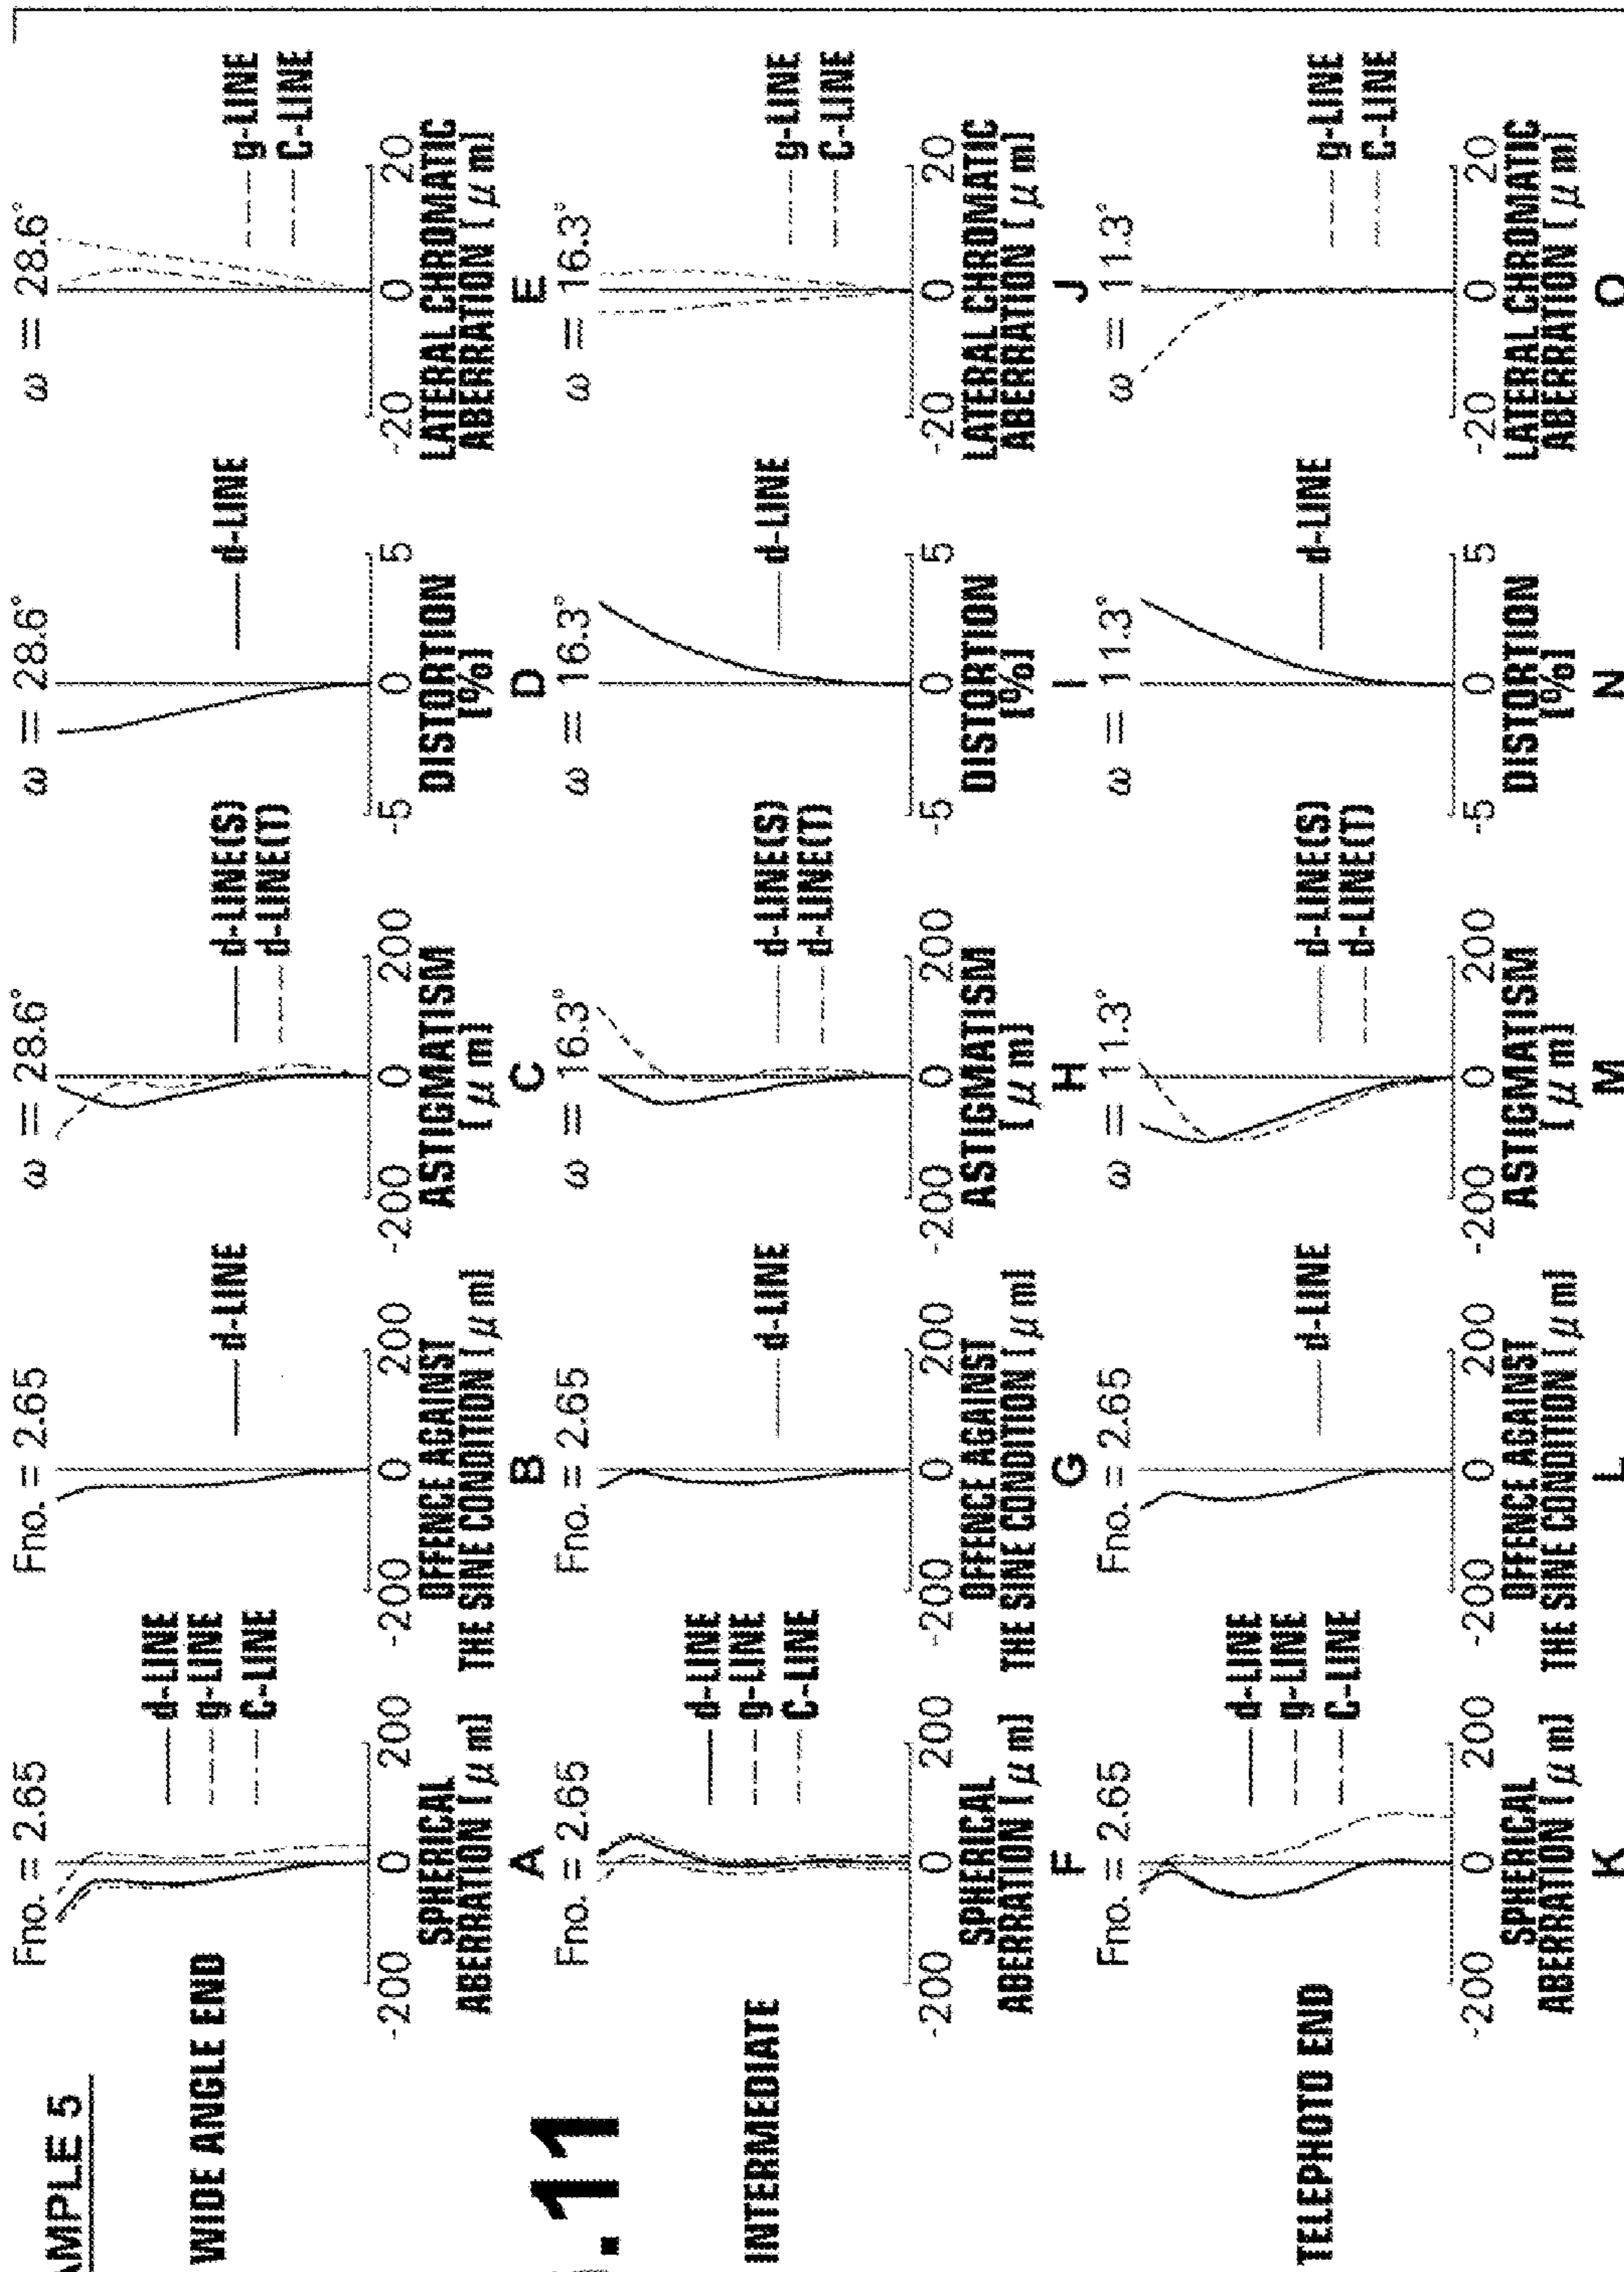 AMPLE 5
.11
WIDE ANGLE END
Fno. = 2.65
d-LINE
g-LINE
C-LINE
-200 0 200
SPHERICAL
ABERRATION [μm]
A
Fno. = 2.65
d-LINE
-200 0 200
OFFENCE AGAINST
THE SINE CONDITION [μm]
B
ω = 28.6°
d-LINE(S)
d-LINE(T)
-200 0 200
ASTIGMATISM
[μm]
C
ω = 28.6°
d-LINE
-5 0 5
DISTORTION
[%]
D
ω = 28.6°
g-LINE
C-LINE
-20 0 20
LATERAL CHROMATIC
ABERRATION [μm]
E
INTERMEDIATE
Fno. = 2.65
d-LINE
g-LINE
C-LINE
-200 0 200
SPHERICAL
ABERRATION [μm]
F
Fno. = 2.65
d-LINE
-200 0 200
OFFENCE AGAINST
THE SINE CONDITION [μm]
G
ω = 16.3°
d-LINE(S)
d-LINE(T)
-200 0 200
ASTIGMATISM
[μm]
H
ω = 16.3°
d-LINE
-5 0 5
DISTORTION
[%]
I
ω = 16.3°
g-LINE
C-LINE
-20 0 20
LATERAL CHROMATIC
ABERRATION [μm]
J
TELEPHOTO END
Fno. = 2.65
d-LINE
g-LINE
C-LINE
-200 0 200
SPHERICAL
ABERRATION [μm]
K
Fno. = 2.65
d-LINE
-200 0 200
OFFENCE AGAINST
THE SINE CONDITION [μm]
L
ω = 11.3°
d-LINE(S)
d-LINE(T)
-200 0 200
ASTIGMATISM
[μm]
M
ω = 11.3°
d-LINE
-5 0 5
DISTORTION
[%]
N
ω = 11.3°
g-LINE
C-LINE
-20 0 20
LATERAL CHROMATIC
ABERRATION [μm]
O